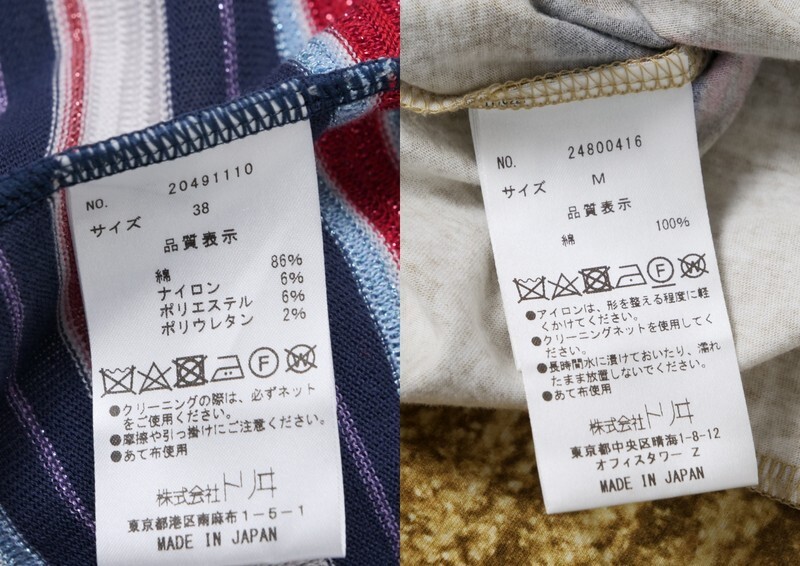 NO. 20491110
サイズ 38
品質表示
綿 86%
ナイロン 6%
ポリエステル 6%
ポリウレタン 2%
F W
●クリーニングの際は、必ずネット
をご使用ください。
●摩擦や引っ掛けにご注意ください。
●あて布使用
株式会社トリヰ
東京都港区南麻布1-5-1
MADE IN JAPAN
NO. 24800416
サイズ M
品質表示
綿 100%
F W
●アイロンは、形を整える程度に軽
くかけてください。
●クリーニングネットを使用してく
ださい。
●長時間水に漬けておいたり、濡れ
たまま放置しないでください。
●あて布使用
株式会社トリヰ
東京都中央区晴海1-8-12
オフィスタワー Z
MADE IN JAPAN